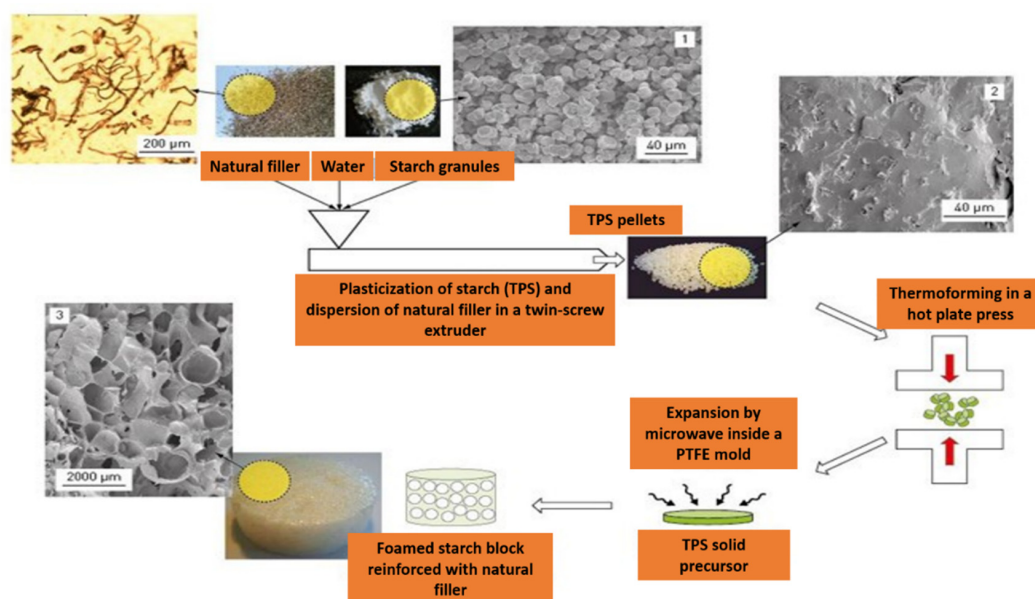 1
200 µm
40 µm
2
40 µm
Natural filler
Water
Starch granules
TPS pellets
Plasticization of starch (TPS) and
dispersion of natural filler in a twin-screw
extruder
Thermoforming in a
hot plate press
3
2000 µm
Expansion by
microwave inside a
PTFE mold
TPS solid
precursor
Foamed starch block
reinforced with natural
filler